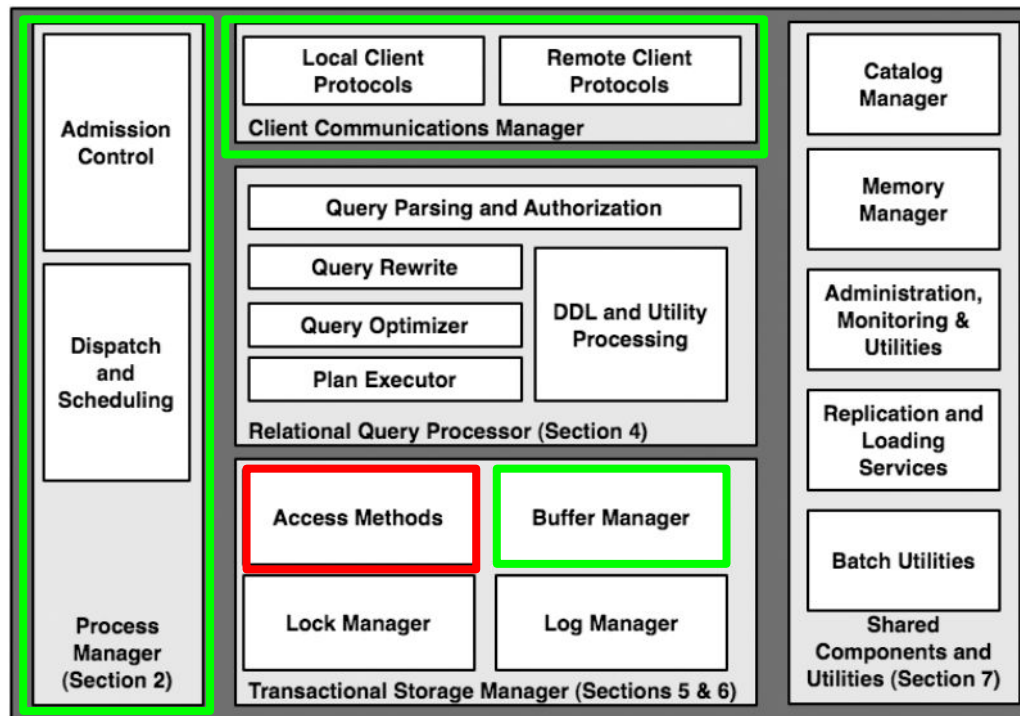 Admission
Control
Dispatch
and
Scheduling
Process
Manager
(Section 2)
Local Client
Protocols
Remote Client
Protocols
Client Communications Manager
Query Parsing and Authorization
Query Rewrite
Query Optimizer
Plan Executor
DDL and Utility
Processing
Relational Query Processor (Section 4)
Access Methods
Buffer Manager
Lock Manager
Log Manager
Transactional Storage Manager (Sections 5 & 6)
Catalog
Manager
Memory
Manager
Administration,
Monitoring &
Utilities
Replication and
Loading
Services
Batch Utilities
Shared
Components and
Utilities (Section 7)